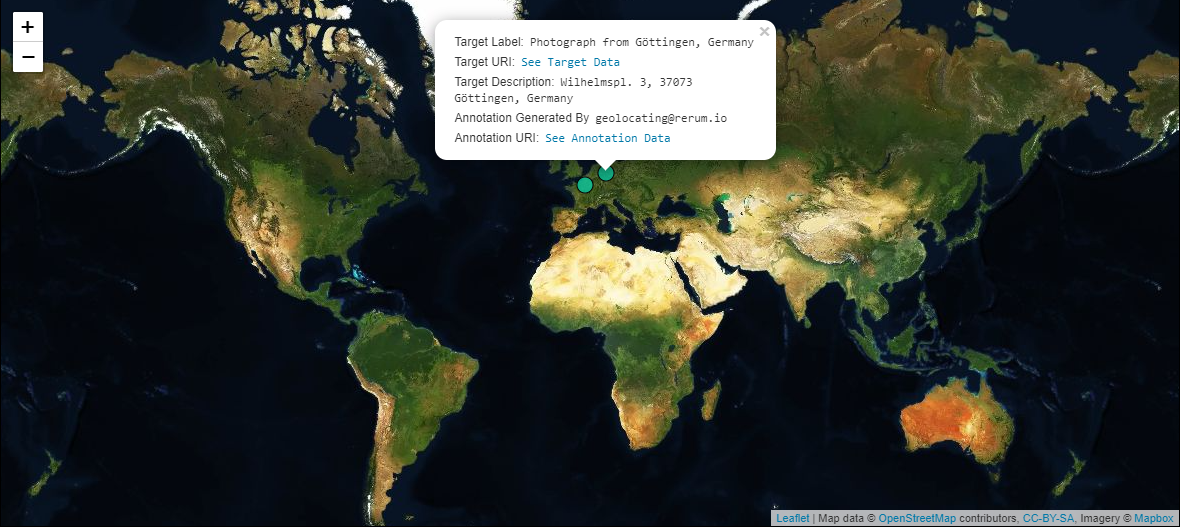 +
−
×
Target Label: Photograph from Göttingen, Germany
Target URI: See Target Data
Target Description: Wilhelmspl. 3, 37073
Göttingen, Germany
Annotation Generated By geolocating@rerum.io
Annotation URI: See Annotation Data
Leaflet | Map data © OpenStreetMap contributors, CC-BY-SA, Imagery © Mapbox